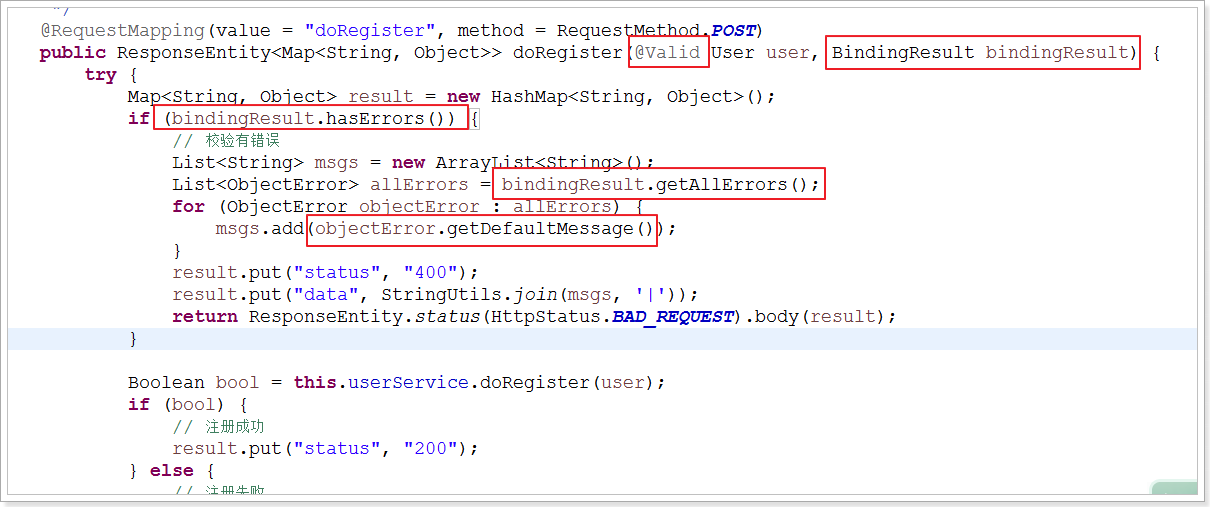 */
@RequestMapping(value = "doRegister", method = RequestMethod.POST)
public ResponseEntity<Map<String, Object>> doRegister(@Valid User user, BindingResult bindingResult) {
try {
Map<String, Object> result = new HashMap<String, Object>();
if (bindingResult.hasErrors()) {
// 校验有错误
List<String> msgs = new ArrayList<String>();
List<ObjectError> allErrors = bindingResult.getAllErrors();
for (ObjectError objectError : allErrors) {
msgs.add(objectError.getDefaultMessage());
}
result.put("status", "400");
result.put("data", StringUtils.join(msgs, '|'));
return ResponseEntity.status(HttpStatus.BAD_REQUEST).body(result);
}
Boolean bool = this.userService.doRegister(user);
if (bool) {
// 注册成功
result.put("status", "200");
} else {
// 注册失败